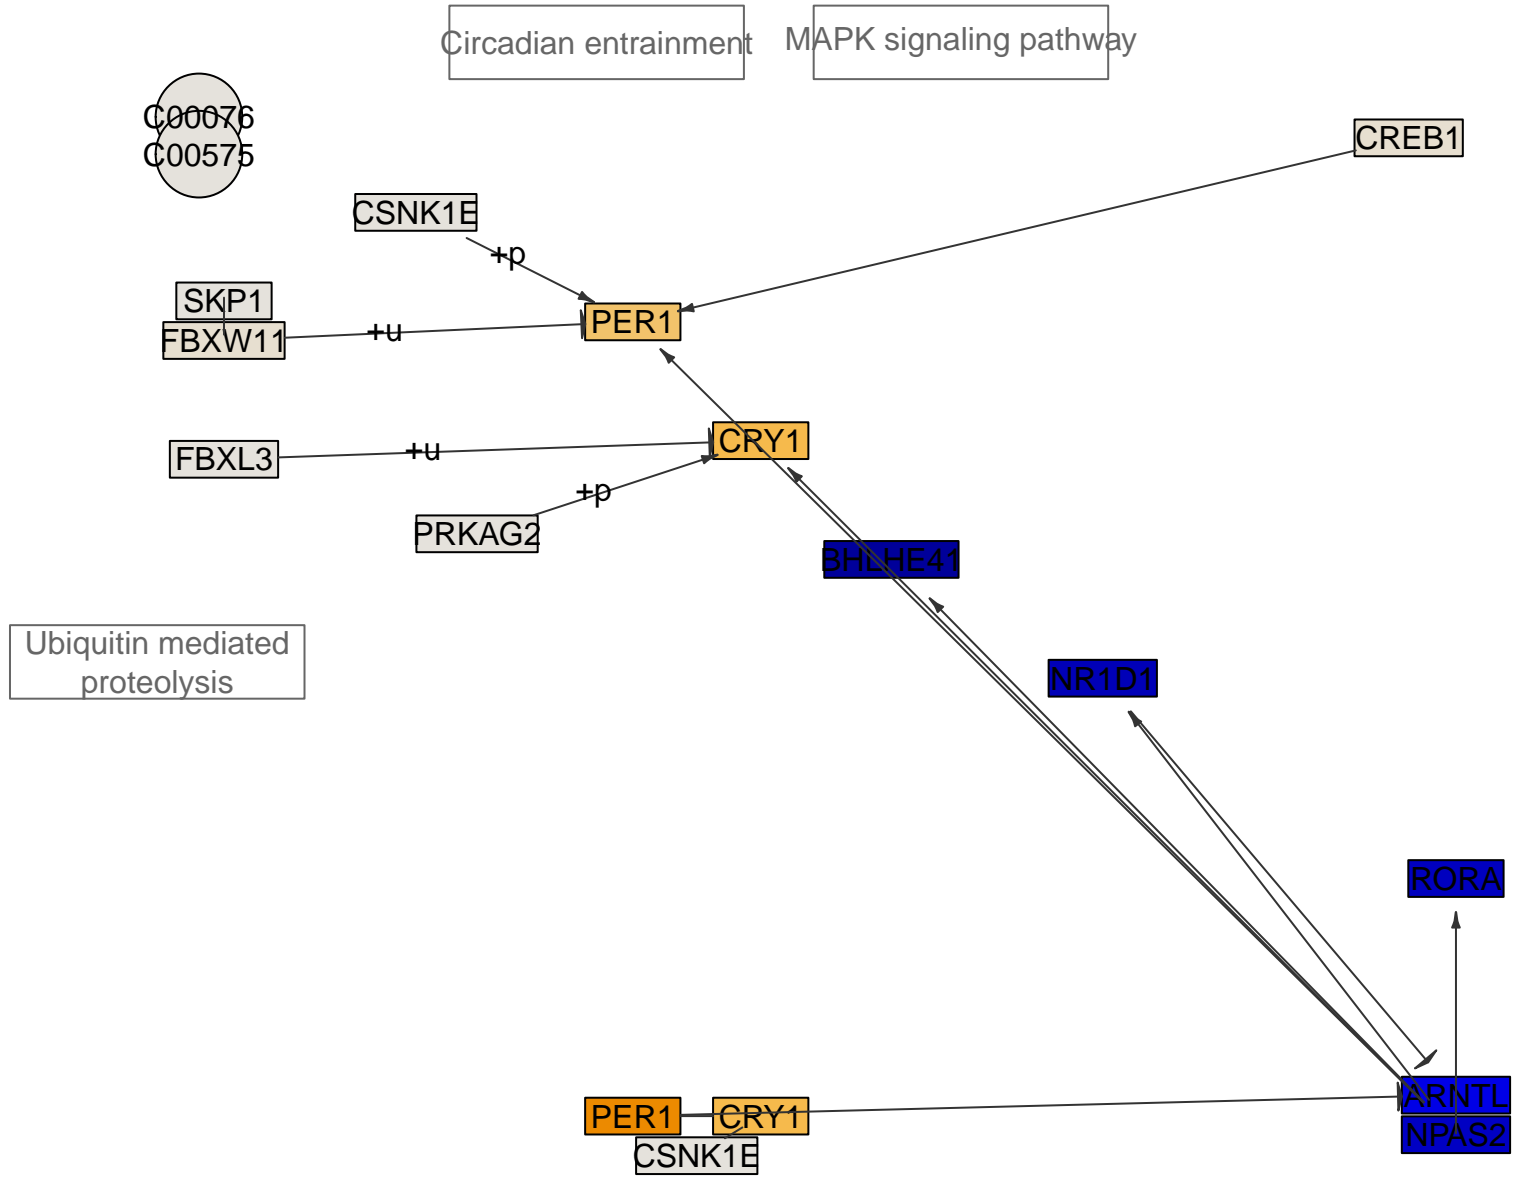 Circadian entrainment
MAPK signaling pathway
C00076
CREB1
C00575
CSNK1E
+p
SKP1
PER1
+u
FBXW11
CRY1
+u
FBXL3
+p
PRKAG2
BHLHE41
Ubiquitin mediated
proteolysis
NR1D1
RORA
ARNTL
PER1
CRY1
NPAS2
CSNK1E